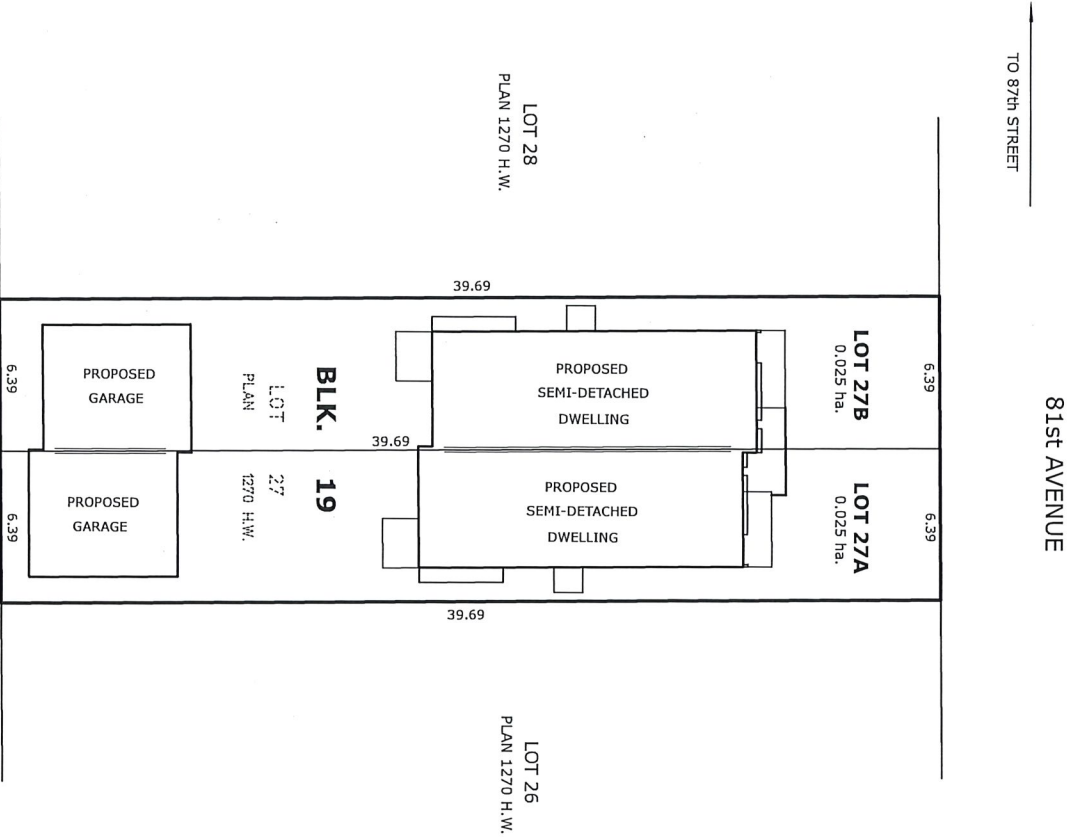 TO 87th STREET
81st AVENUE
LOT 28
PLAN 1270 H.W.
39.69
LOT 27B
0.025 ha.
6.39
PROPOSED
SEMI-DETACHED
DWELLING
BLK. 19
LOT 27
PLAN 1270 H.W.
PROPOSED
GARAGE
6.39
39.69
LOT 27A
0.025 ha.
6.39
PROPOSED
SEMI-DETACHED
DWELLING
PROPOSED
GARAGE
6.39
39.69
LOT 26
PLAN 1270 H.W.